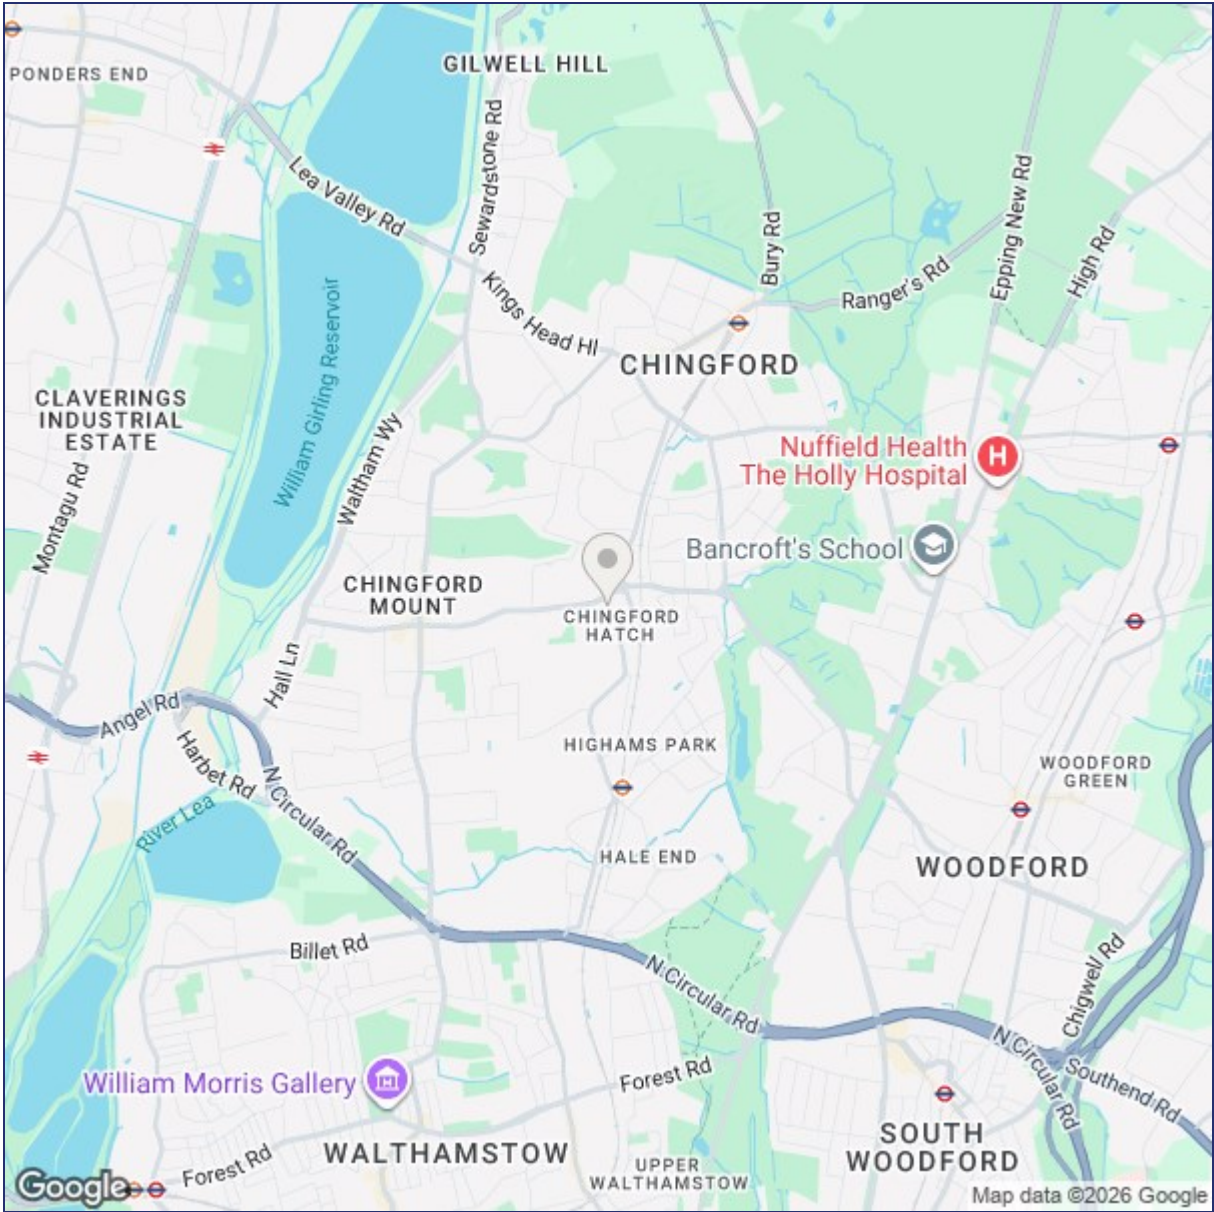 GILWELL HILL
PONDERS END
Sewardstone Rd
Lea Valley Rd
Bury Rd
Epping New Rd
High Rd
Ranger's Rd
Kings Head Hl
William Girling Reservoir
CHINGFORD
CLAVERINGS
INDUSTRIAL
ESTATE
Waltham Wy
Nuffield Health
The Holly Hospital
H
Montagu Rd
Bancroft's School
CHINGFORD
MOUNT
CHINGFORD
HATCH
Hall Ln
Angel Rd
HIGHAMS PARK
Harbet Rd
WOODFORD
GREEN
N Circular Rd
River Lea
HALE END
WOODFORD
Billet Rd
Chigwell Rd
N Circular Rd
N Circular Rd
Southend Rd
William Morris Gallery
Forest Rd
WALTHAMSTOW
SOUTH
WOODFORD
Forest Rd
UPPER
WALTHAMSTOW
Google
Map data ©2026 Google